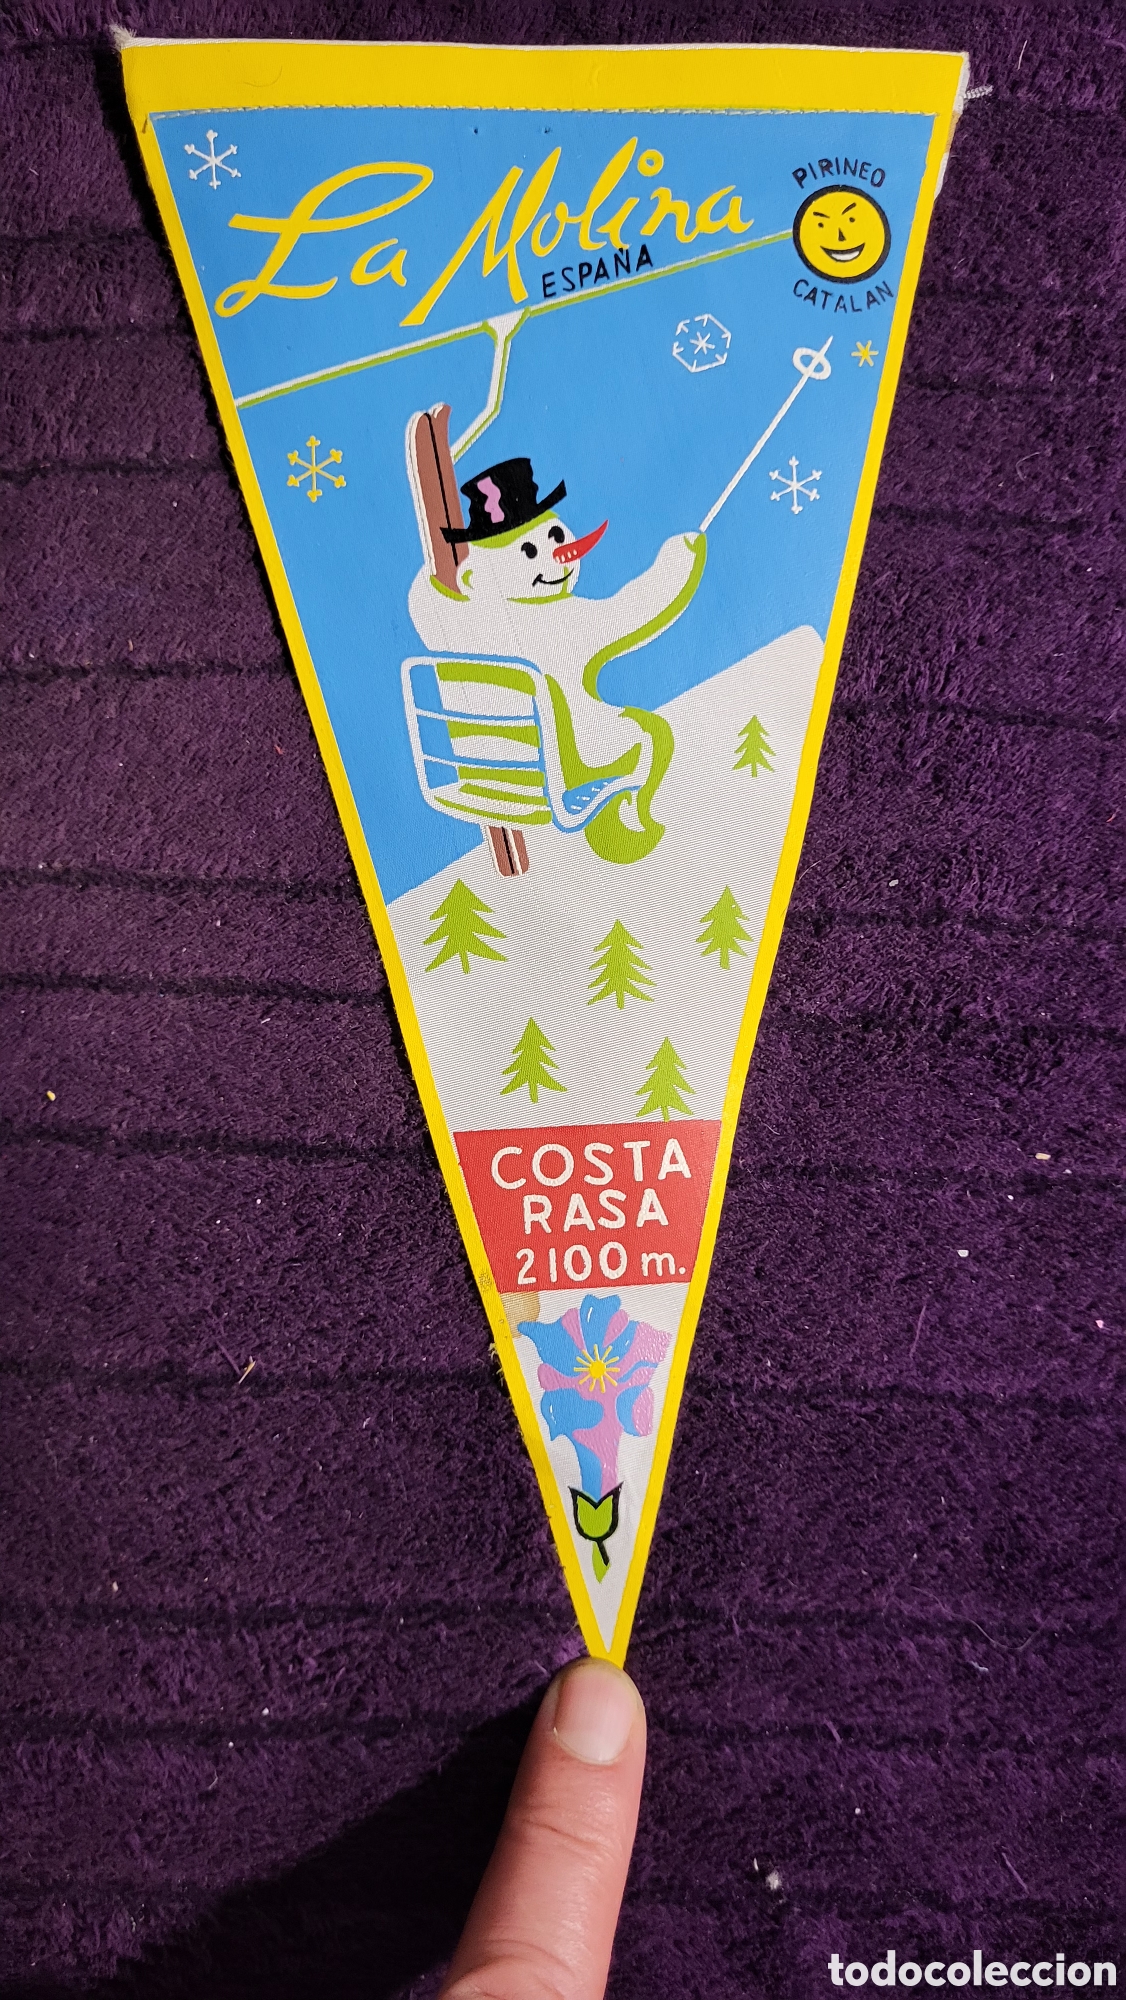 La Molina
ESPAÑA
PIRINEO
CATALAN
COSTA
RASA
2100 m.
todocoleccion